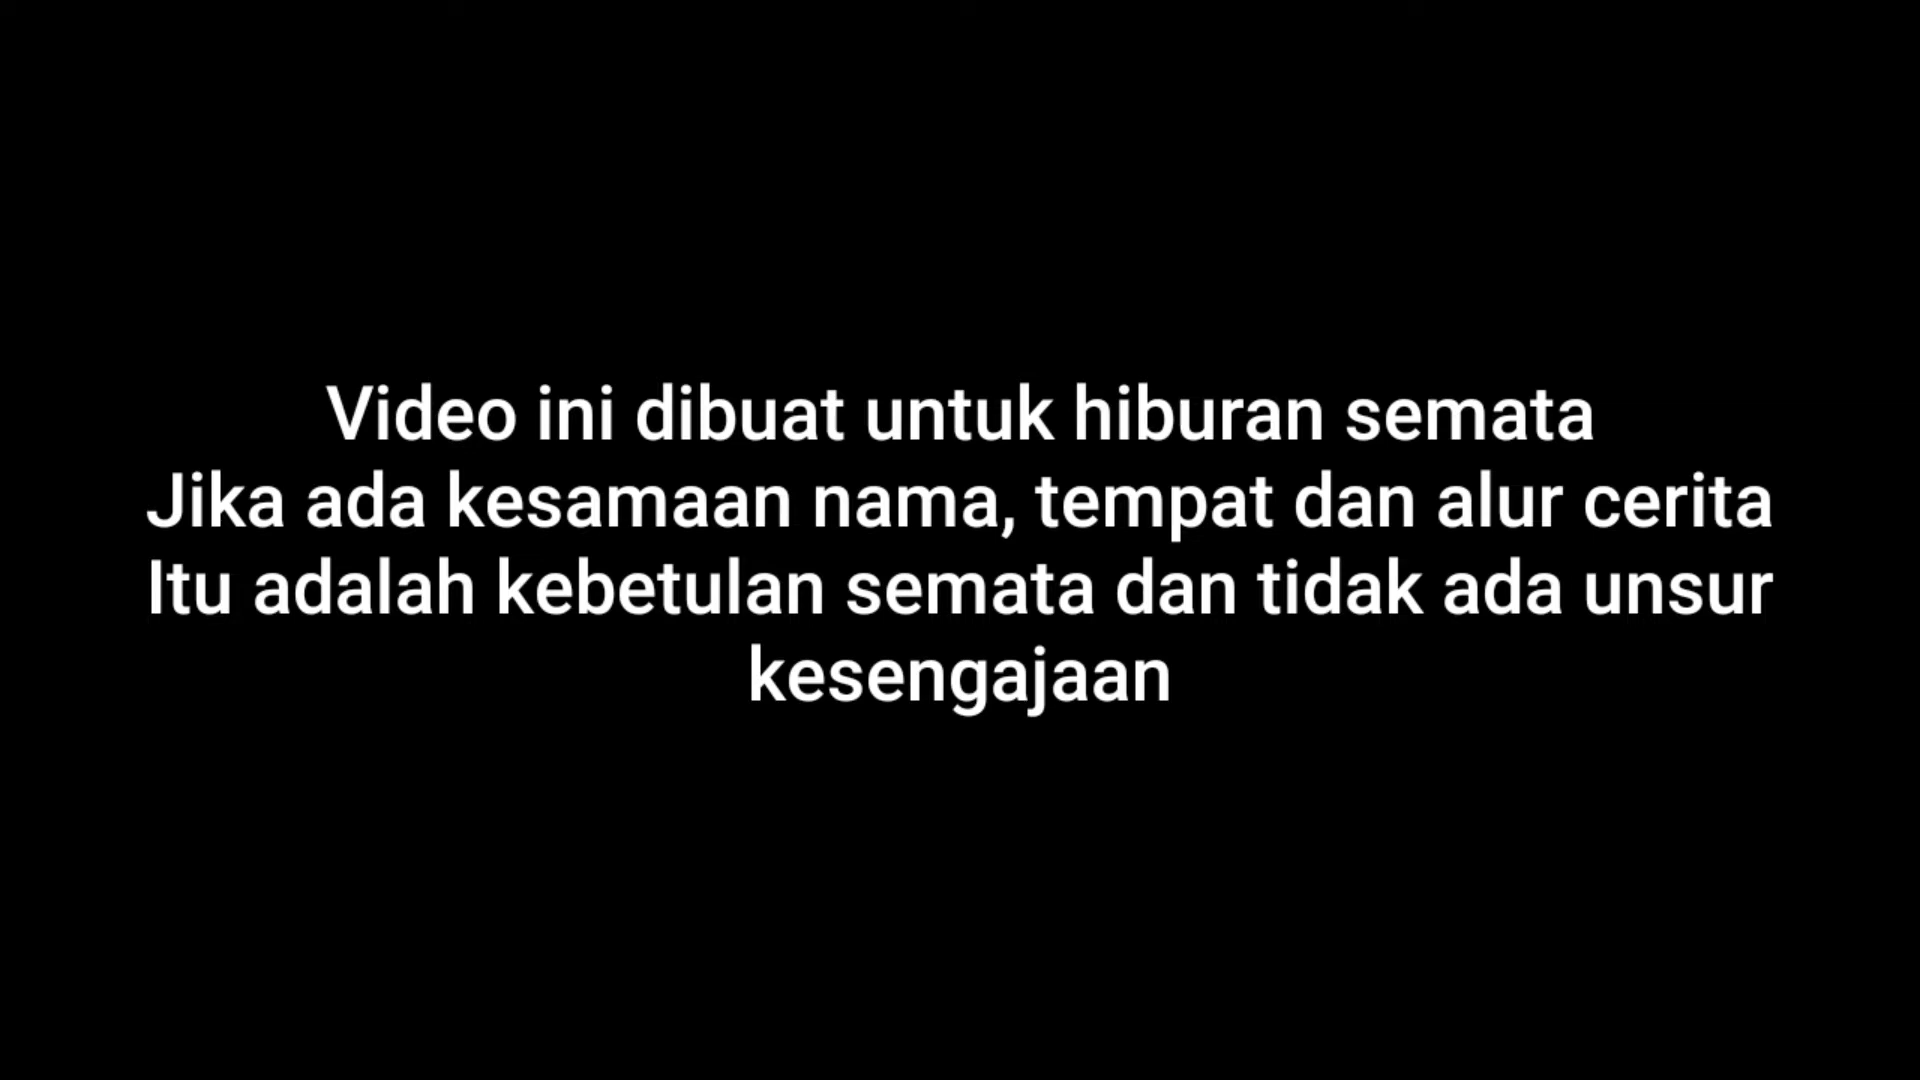 Video ini dibuat untuk hiburan semata
Jika ada kesamaan nama, tempat dan alur cerita
Itu adalah kebetulan semata dan tidak ada unsur
kesengajaan